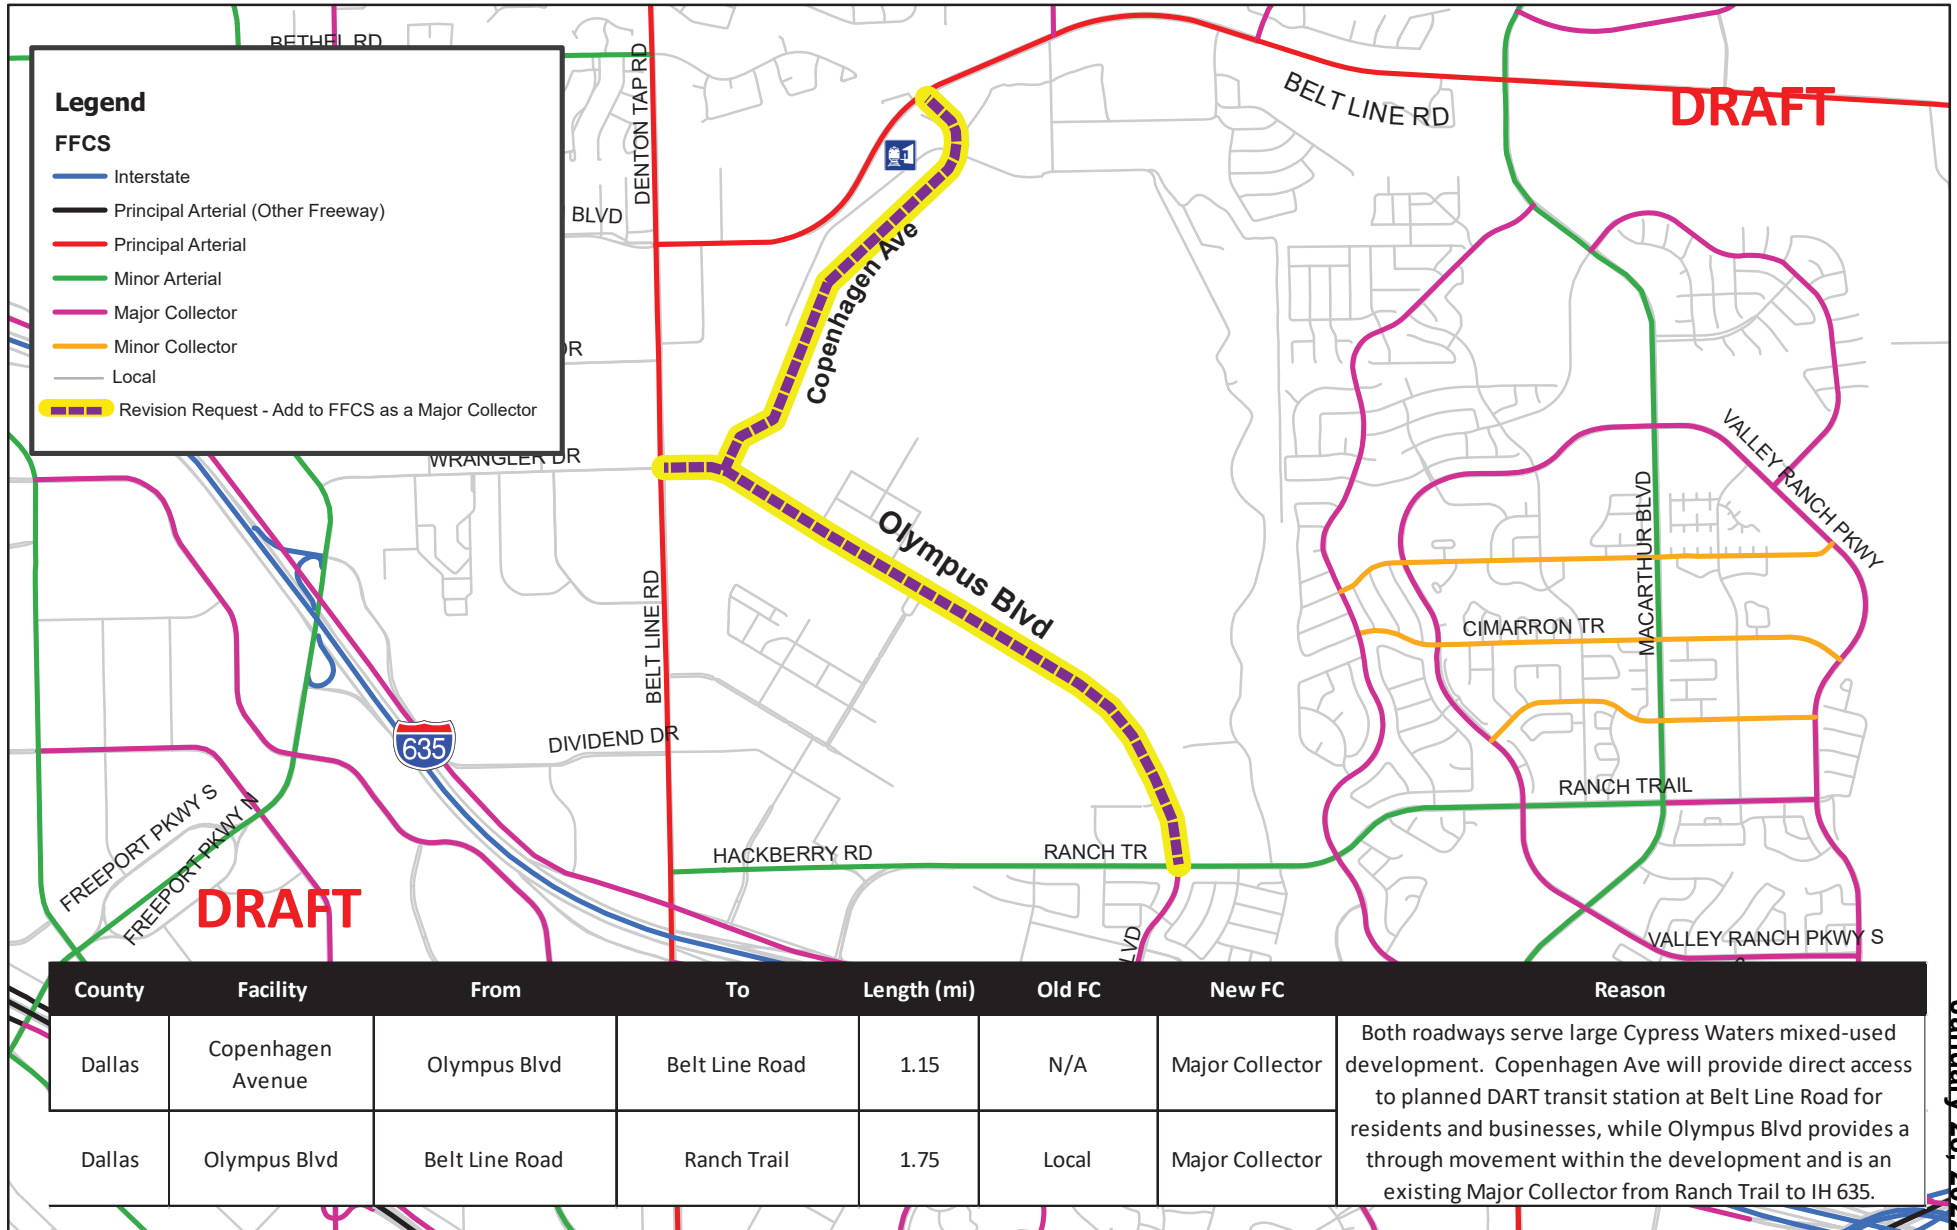 BETHEL RD
DENTON TAP RD
BELT LINE RD
DRAFT
Legend
FFCS
Interstate
Principal Arterial (Other Freeway)
Principal Arterial
Minor Arterial
Major Collector
Minor Collector
Local
Revision Request - Add to FFCS as a Major Collector
BLVD
DR
Copenhagen Ave
WRANGLER DR
Olympus Blvd
VALLEY RANCH PKWY
MACARTHUR BLVD
BELT LINE RD
CIMARRON TR
635
DIVIDEND DR
RANCH TRAIL
FREEPORT PKWY S
FREEPORT PKWY N
HACKBERRY RD
RANCH TR
DRAFT
LVD
VALLEY RANCH PKWY S
County Facility From To Length (mi) Old FC New FC Reason
Dallas Copenhagen Avenue Olympus Blvd Belt Line Road 1.15 N/A Major Collector
Dallas Olympus Blvd Belt Line Road Ranch Trail 1.75 Local Major Collector
Both roadways serve large Cypress Waters mixed-used
development. Copenhagen Ave will provide direct access
to planned DART transit station at Belt Line Road for
residents and businesses, while Olympus Blvd provides a
through movement within the development and is an
existing Major Collector from Ranch Trail to IH 635.